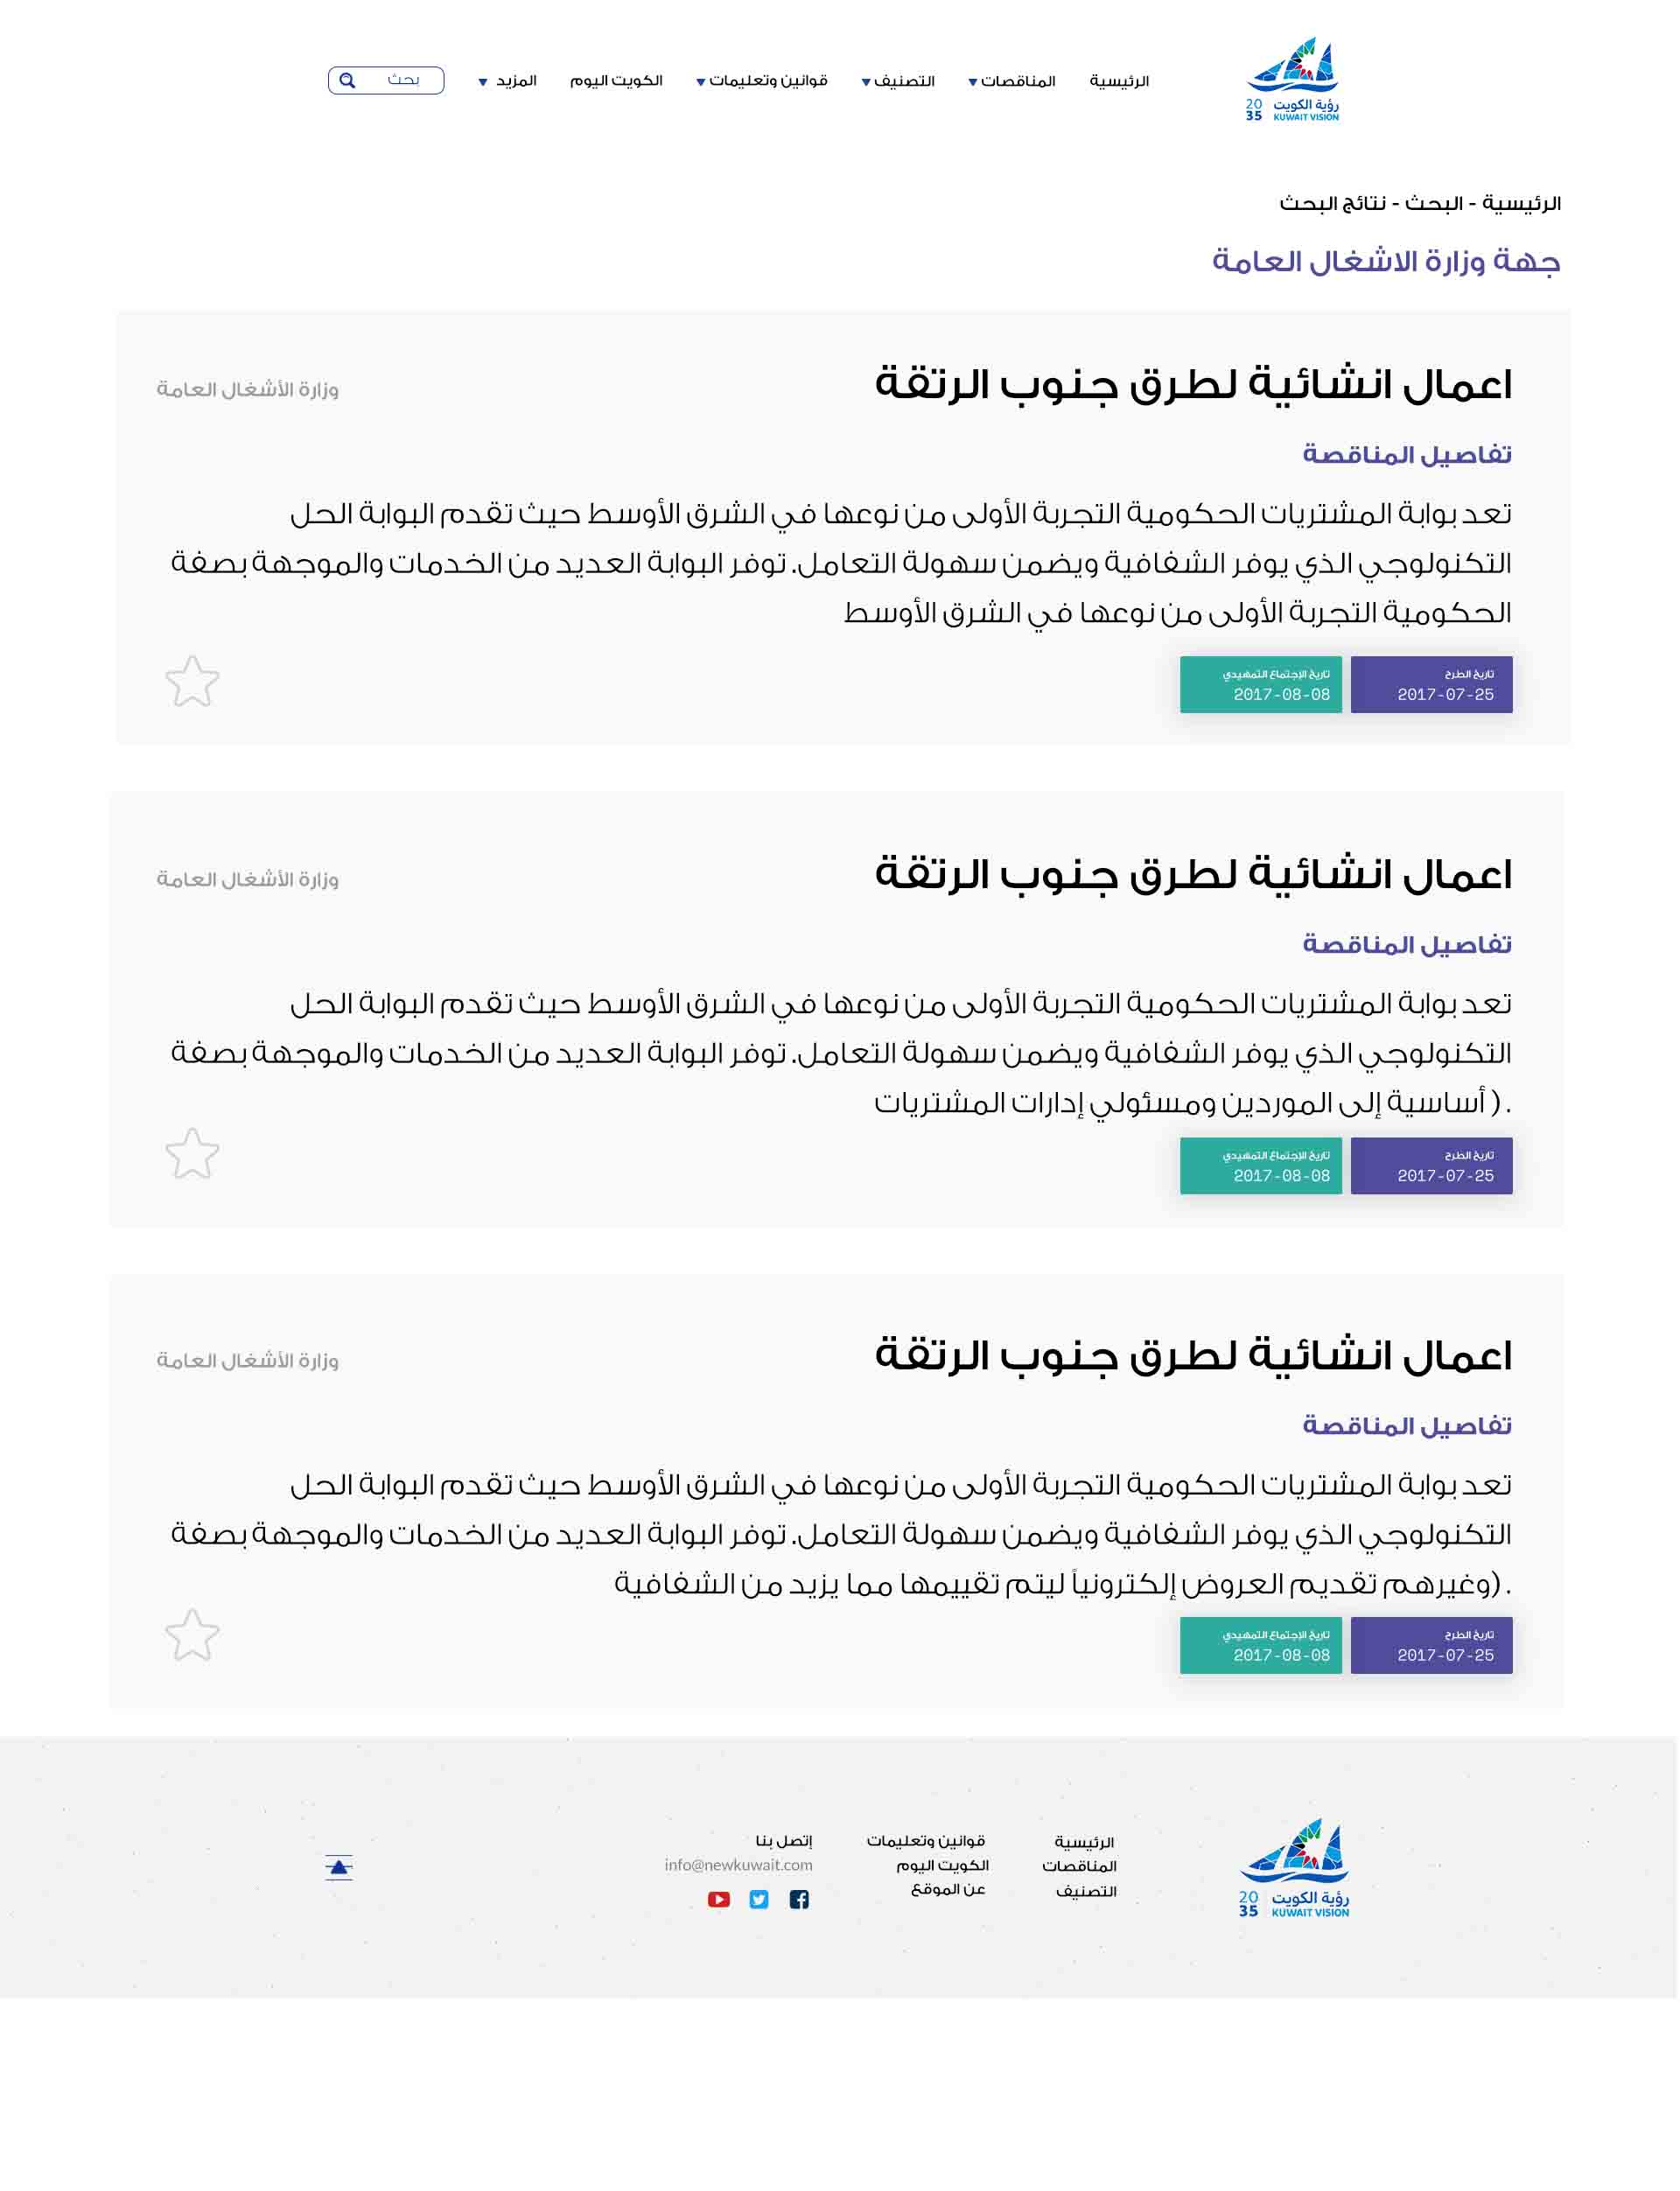 رؤية الكويت
20
35
KUWAIT VISION
الرئيسية
المناقصات
التصنيف
قوانين وتعليمات
الكويت اليوم
المزيد
بحث
الرئيسية - البحث - نتائج البحث
جهة وزارة الاشغال العامة
اعمال انشائية لطرق جنوب الرتقة
وزارة الأشغال العامة
تفاصيل المناقصة
تعد بوابة المشتريات الحكومية التجربة الأولى من نوعها في الشرق الأوسط حيث تقدم البوابة الحل
التكنولوجي الذي يوفر الشفافية ويضمن سهولة التعامل. توفر البوابة العديد من الخدمات والموجهة بصفة
الحكومية التجربة الأولى من نوعها في الشرق الأوسط
تاريخ الطرح
2017-07-25
تاريخ الإجتماع التمهيدي
2017-08-08
اعمال انشائية لطرق جنوب الرتقة
وزارة الأشغال العامة
تفاصيل المناقصة
تعد بوابة المشتريات الحكومية التجربة الأولى من نوعها في الشرق الأوسط حيث تقدم البوابة الحل
التكنولوجي الذي يوفر الشفافية ويضمن سهولة التعامل. توفر البوابة العديد من الخدمات والموجهة بصفة
. ( أساسية إلى الموردين ومسئولي إدارات المشتريات
تاريخ الطرح
2017-07-25
تاريخ الإجتماع التمهيدي
2017-08-08
اعمال انشائية لطرق جنوب الرتقة
وزارة الأشغال العامة
تفاصيل المناقصة
تعد بوابة المشتريات الحكومية التجربة الأولى من نوعها في الشرق الأوسط حيث تقدم البوابة الحل
التكنولوجي الذي يوفر الشفافية ويضمن سهولة التعامل. توفر البوابة العديد من الخدمات والموجهة بصفة
. (وغيرهم تقديم العروض إلكترونياً ليتم تقييمها مما يزيد من الشفافية
تاريخ الطرح
2017-07-25
تاريخ الإجتماع التمهيدي
2017-08-08
رؤية الكويت
20
35
KUWAIT VISION
الرئيسية
المناقصات
التصنيف
قوانين وتعليمات
الكويت اليوم
عن الموقع
إتصل بنا
info@newkuwait.com